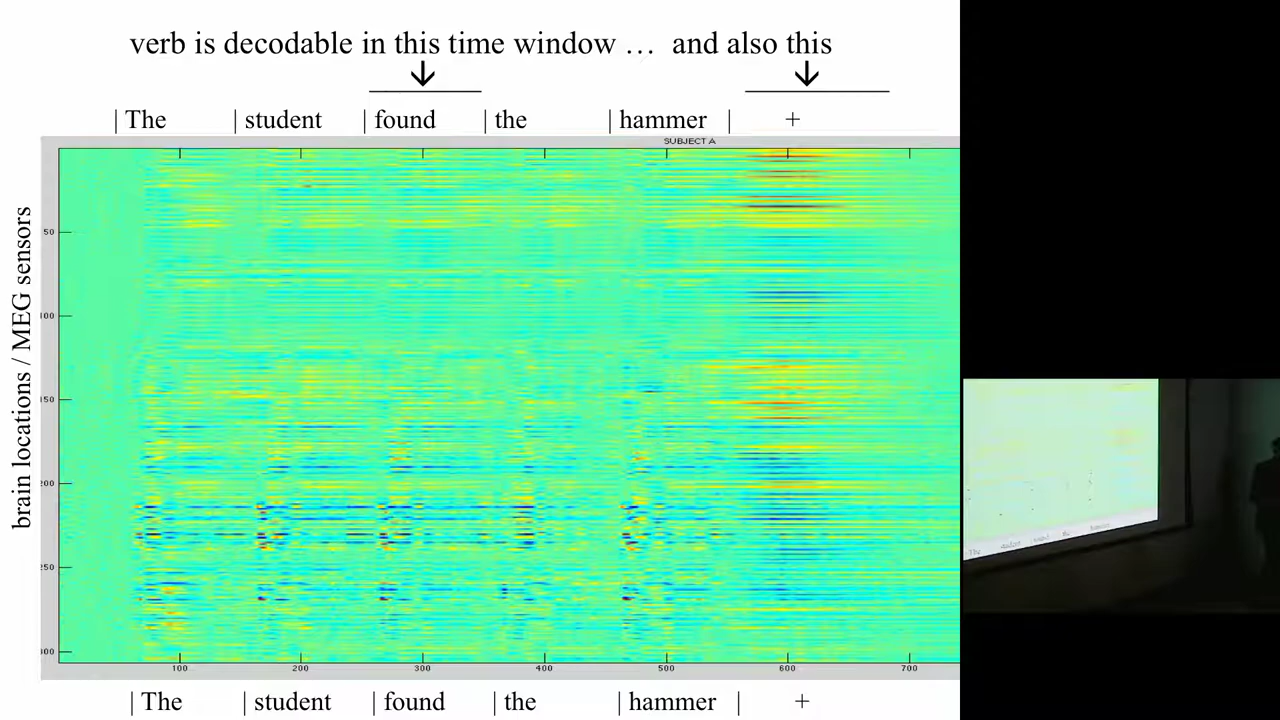 verb is decodable in this time window … and also this
| The | student | found | the | hammer | +
SUBJECT A
brain locations / MEG sensors
50
100
150
200
250
300
100 200 300 400 500 600 700
| The | student | found | the | hammer | +